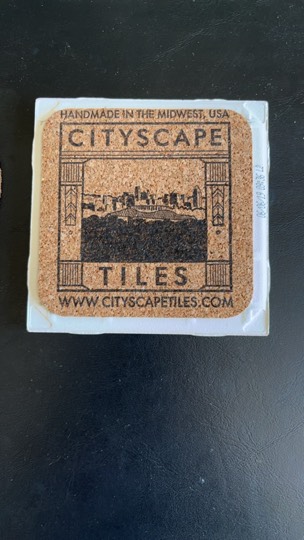 HANDMADE IN THE MIDWEST, USA
CITYSCAPE
TILES
WWW.CITYSCAPETILES.COM